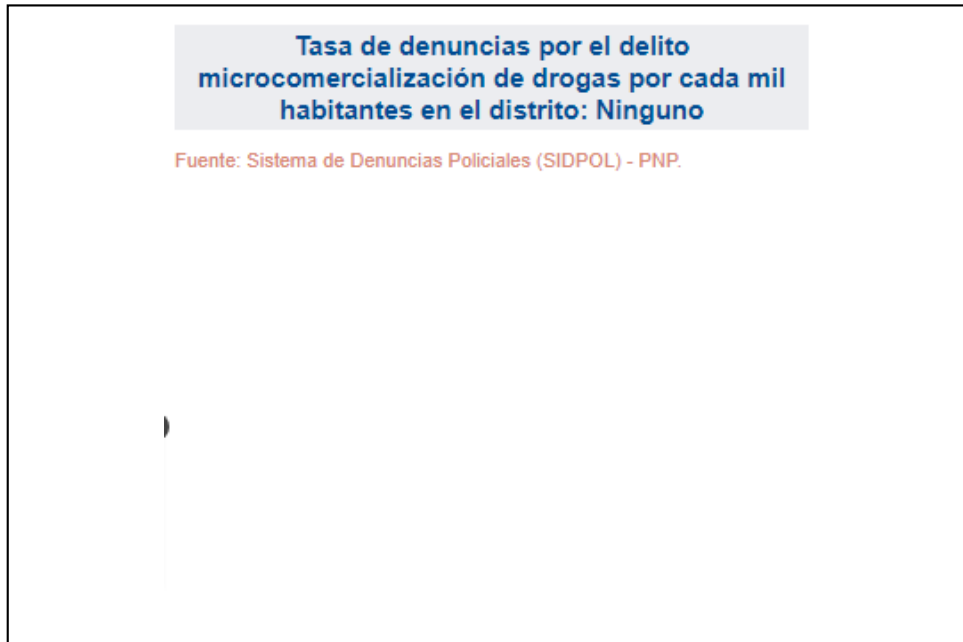 Tasa de denuncias por el delito
microcomercialización de drogas por cada mil
habitantes en el distrito: Ninguno
Fuente: Sistema de Denuncias Policiales (SIDPOL) - PNP.